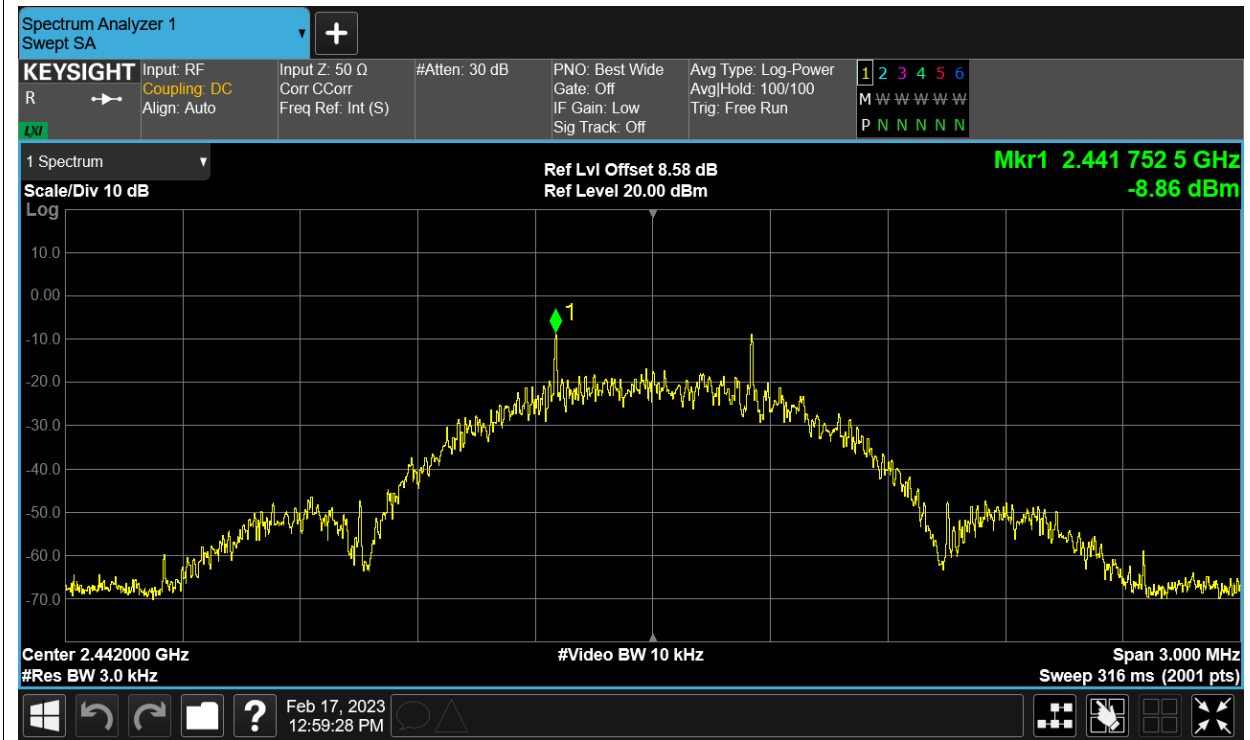 Spectrum Analyzer 1
Swept SA
KEYSIGHT
R
LXI
Input: RF
Coupling: DC
Align: Auto
Input Z: 50 Ω
Corr CCorr
Freq Ref: Int (S)
#Atten: 30 dB
PNO: Best Wide
Gate: Off
IF Gain: Low
Sig Track: Off
Avg Type: Log-Power
Avg|Hold: 100/100
Trig: Free Run
1 2 3 4 5 6
M W W W W W
P N N N N N
1 Spectrum
Scale/Div 10 dB
Log
Ref Lvl Offset 8.58 dB
Ref Level 20.00 dBm
Mkr1 2.441 752 5 GHz
-8.86 dBm
10.0
0.00
1
-10.0
-20.0
-30.0
-40.0
-50.0
-60.0
-70.0
Center 2.442000 GHz
#Res BW 3.0 kHz
#Video BW 10 kHz
Span 3.000 MHz
Sweep 316 ms (2001 pts)
?
Feb 17, 2023
12:59:28 PM